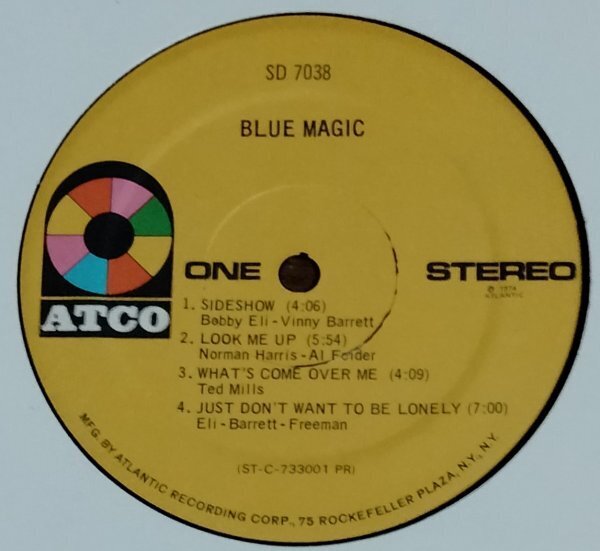 SD 7038
BLUE MAGIC
ATCO
ONE
STEREO
℗ 1974
ATLANTIC
1. SIDESHOW (4:06)
Bobby Eli - Vinny Barrett
2. LOOK ME UP (5:54)
Norman Harris - Al Felder
3. WHAT'S COME OVER ME (4:09)
Ted Mills
4. JUST DON'T WANT TO BE LONELY (7:00)
Eli - Barrett - Freeman
(ST-C-733001 PR)
MFG. BY ATLANTIC RECORDING CORP., 75 ROCKEFELLER PLAZA, N.Y., N.Y.